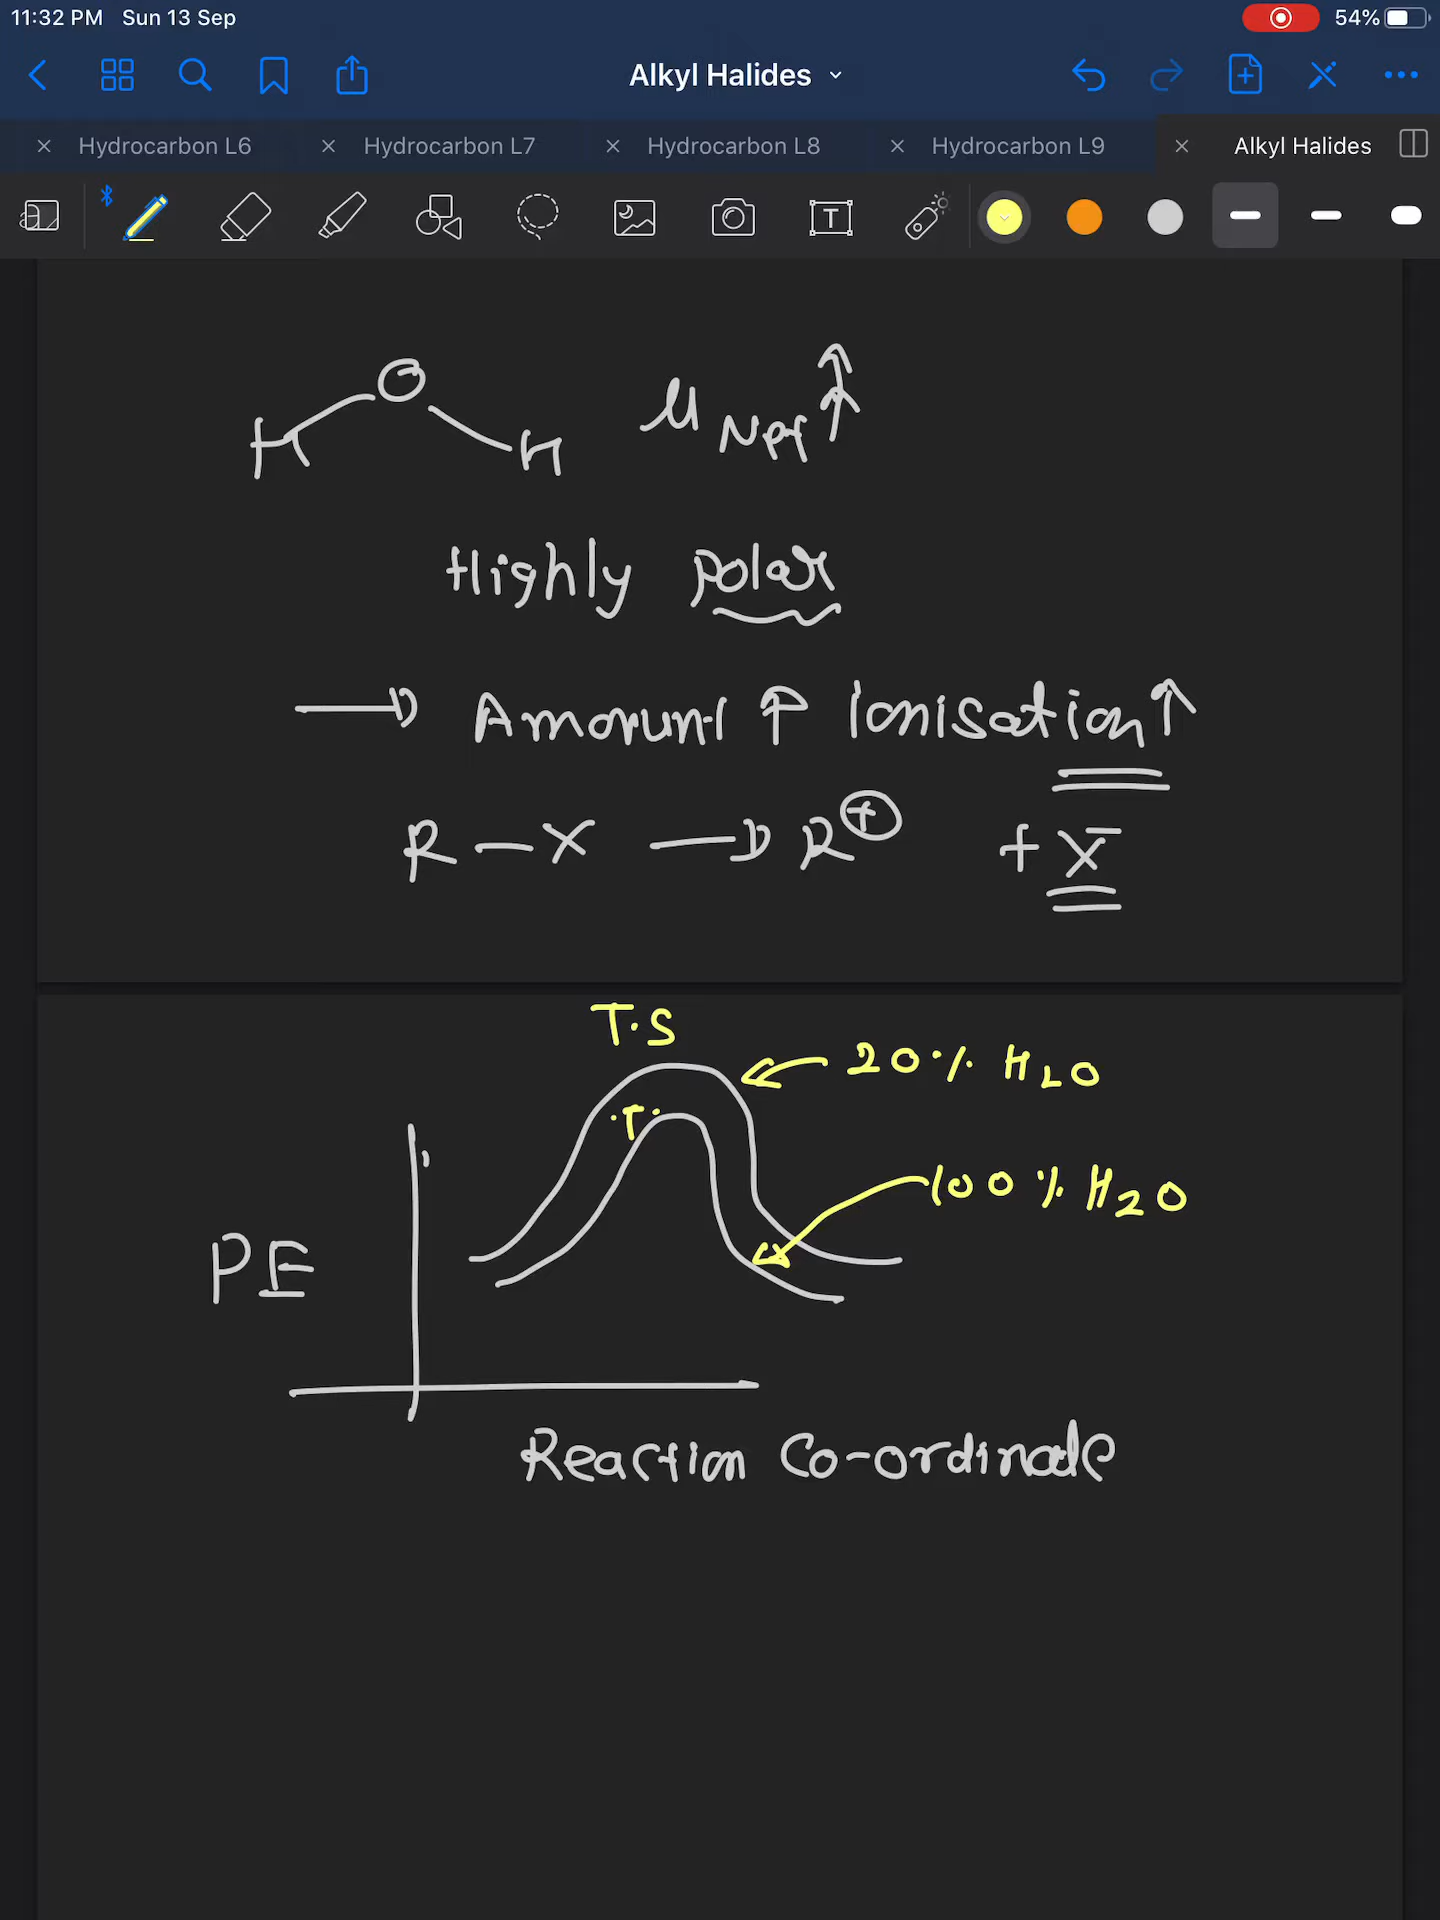 11:32 PM Sun 13 Sep 54%
Alkyl Halides
Hydrocarbon L6 Hydrocarbon L7 Hydrocarbon L8 Hydrocarbon L9 Alkyl Halides
O
H H μ Net ↑
Highly polar
→ Amount ↑ Ionisation ↑
R – X → R⊕ + X⁻
T.S
20% H2O
T.
100% H2O
PE
Reaction Co-ordinate